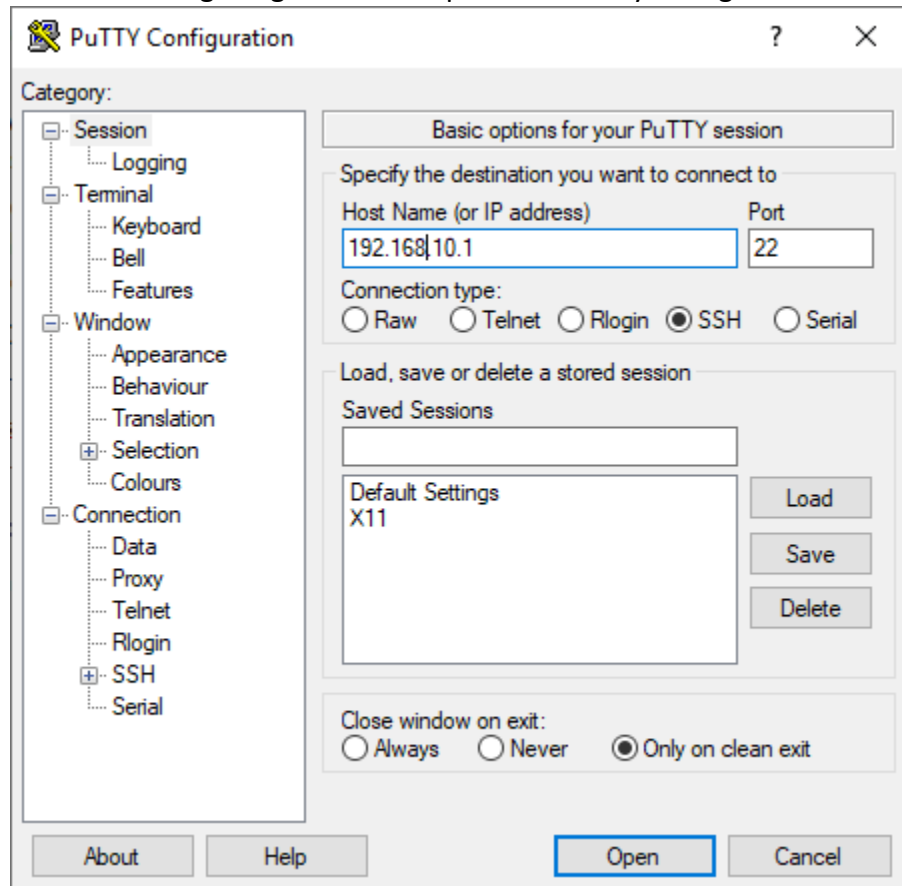 PuTTY Configuration
?
Category:
Session
Logging
Terminal
Keyboard
Bell
Features
Window
Appearance
Behaviour
Translation
Selection
Colours
Connection
Data
Proxy
Telnet
Rlogin
SSH
Serial
Basic options for your PuTTY session
Specify the destination you want to connect to
Host Name (or IP address) Port
192.168.10.1 22
Connection type:
Raw Telnet Rlogin SSH Serial
Load, save or delete a stored session
Saved Sessions
Default Settings
X11
Load
Save
Delete
Close window on exit:
Always Never Only on clean exit
About Help Open Cancel